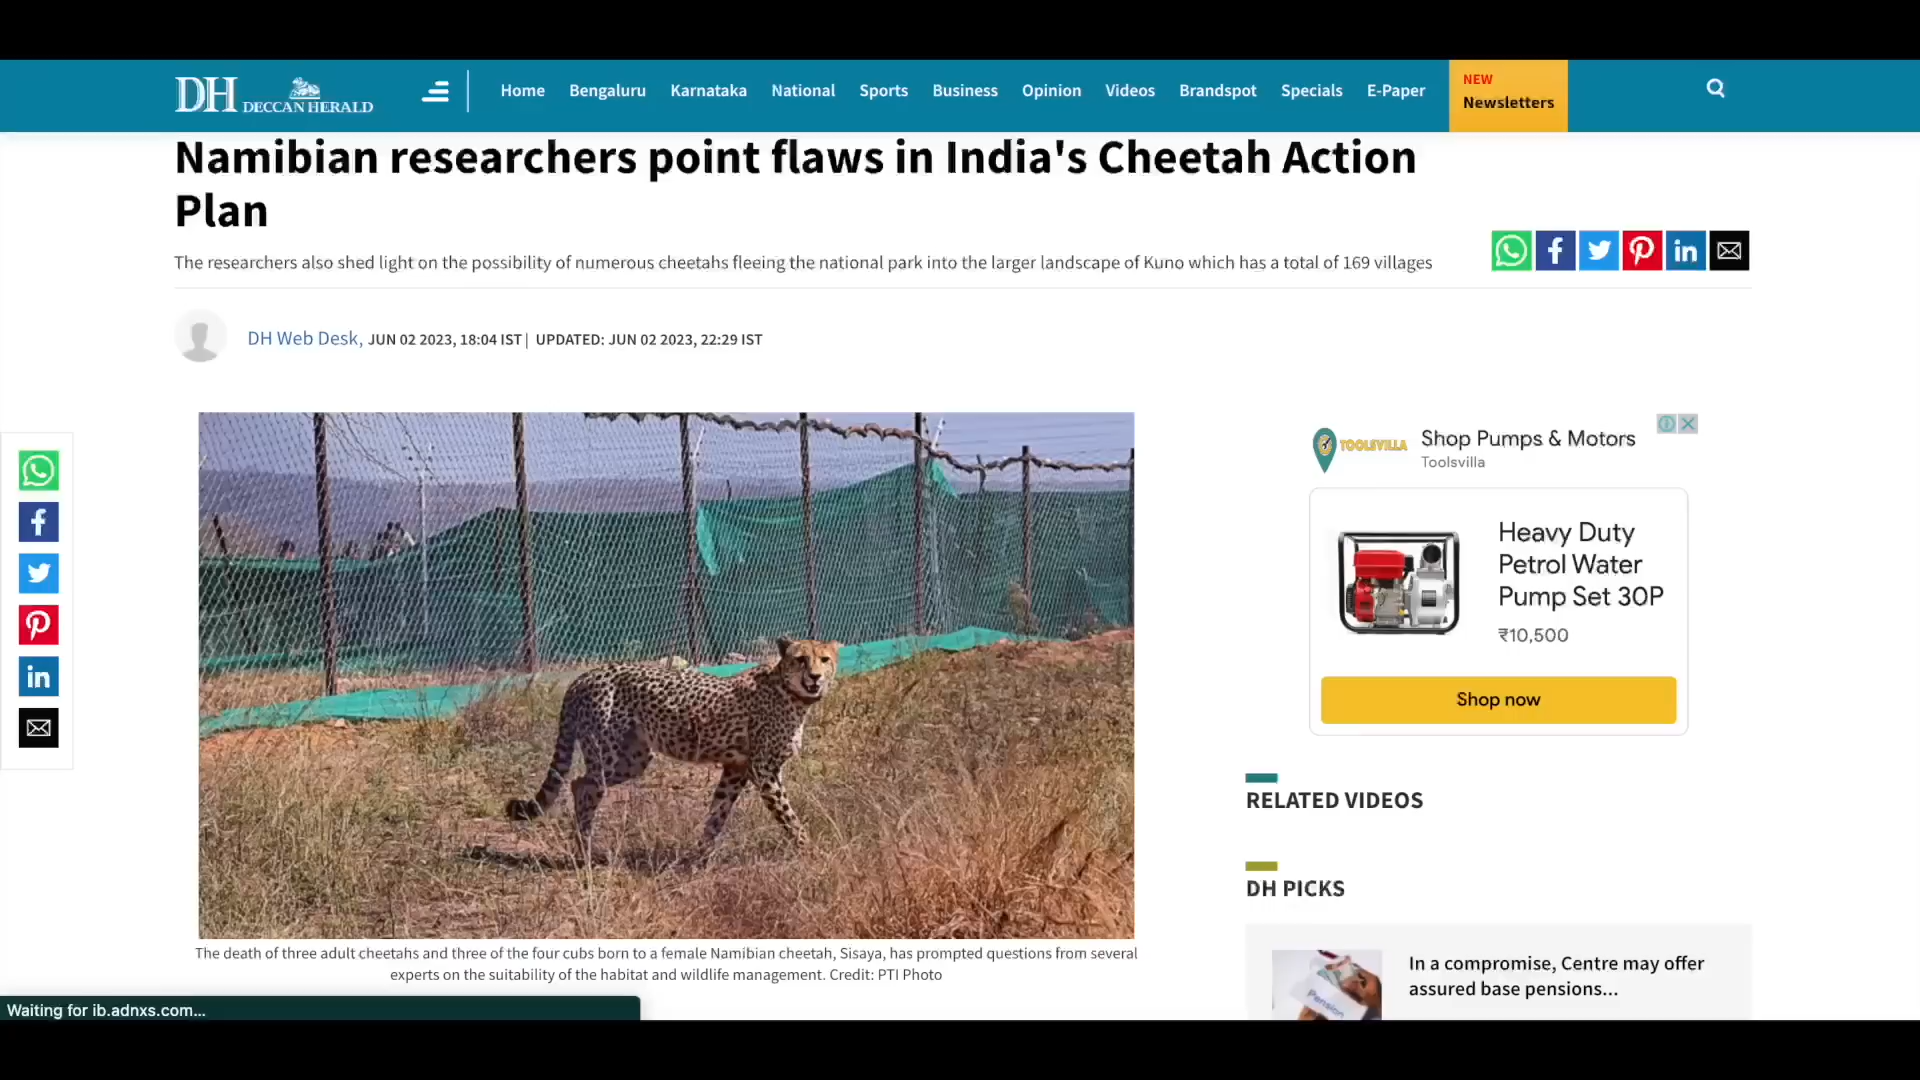 DH DECCAN HERALD
Home Bengaluru Karnataka National Sports Business Opinion Videos Brandspot Specials E-Paper
NEW
Newsletters
Namibian researchers point flaws in India's Cheetah Action
Plan
The researchers also shed light on the possibility of numerous cheetahs fleeing the national park into the larger landscape of Kuno which has a total of 169 villages
DH Web Desk, JUN 02 2023, 18:04 IST | UPDATED: JUN 02 2023, 22:29 IST
The death of three adult cheetahs and three of the four cubs born to a female Namibian cheetah, Sisaya, has prompted questions from several
experts on the suitability of the habitat and wildlife management. Credit: PTI Photo
TOOLSVILLA
Shop Pumps & Motors
Toolsvilla
Heavy Duty
Petrol Water
Pump Set 30P
₹10,500
Shop now
RELATED VIDEOS
DH PICKS
In a compromise, Centre may offer
assured base pensions...
Pension
Waiting for ib.adnxs.com...